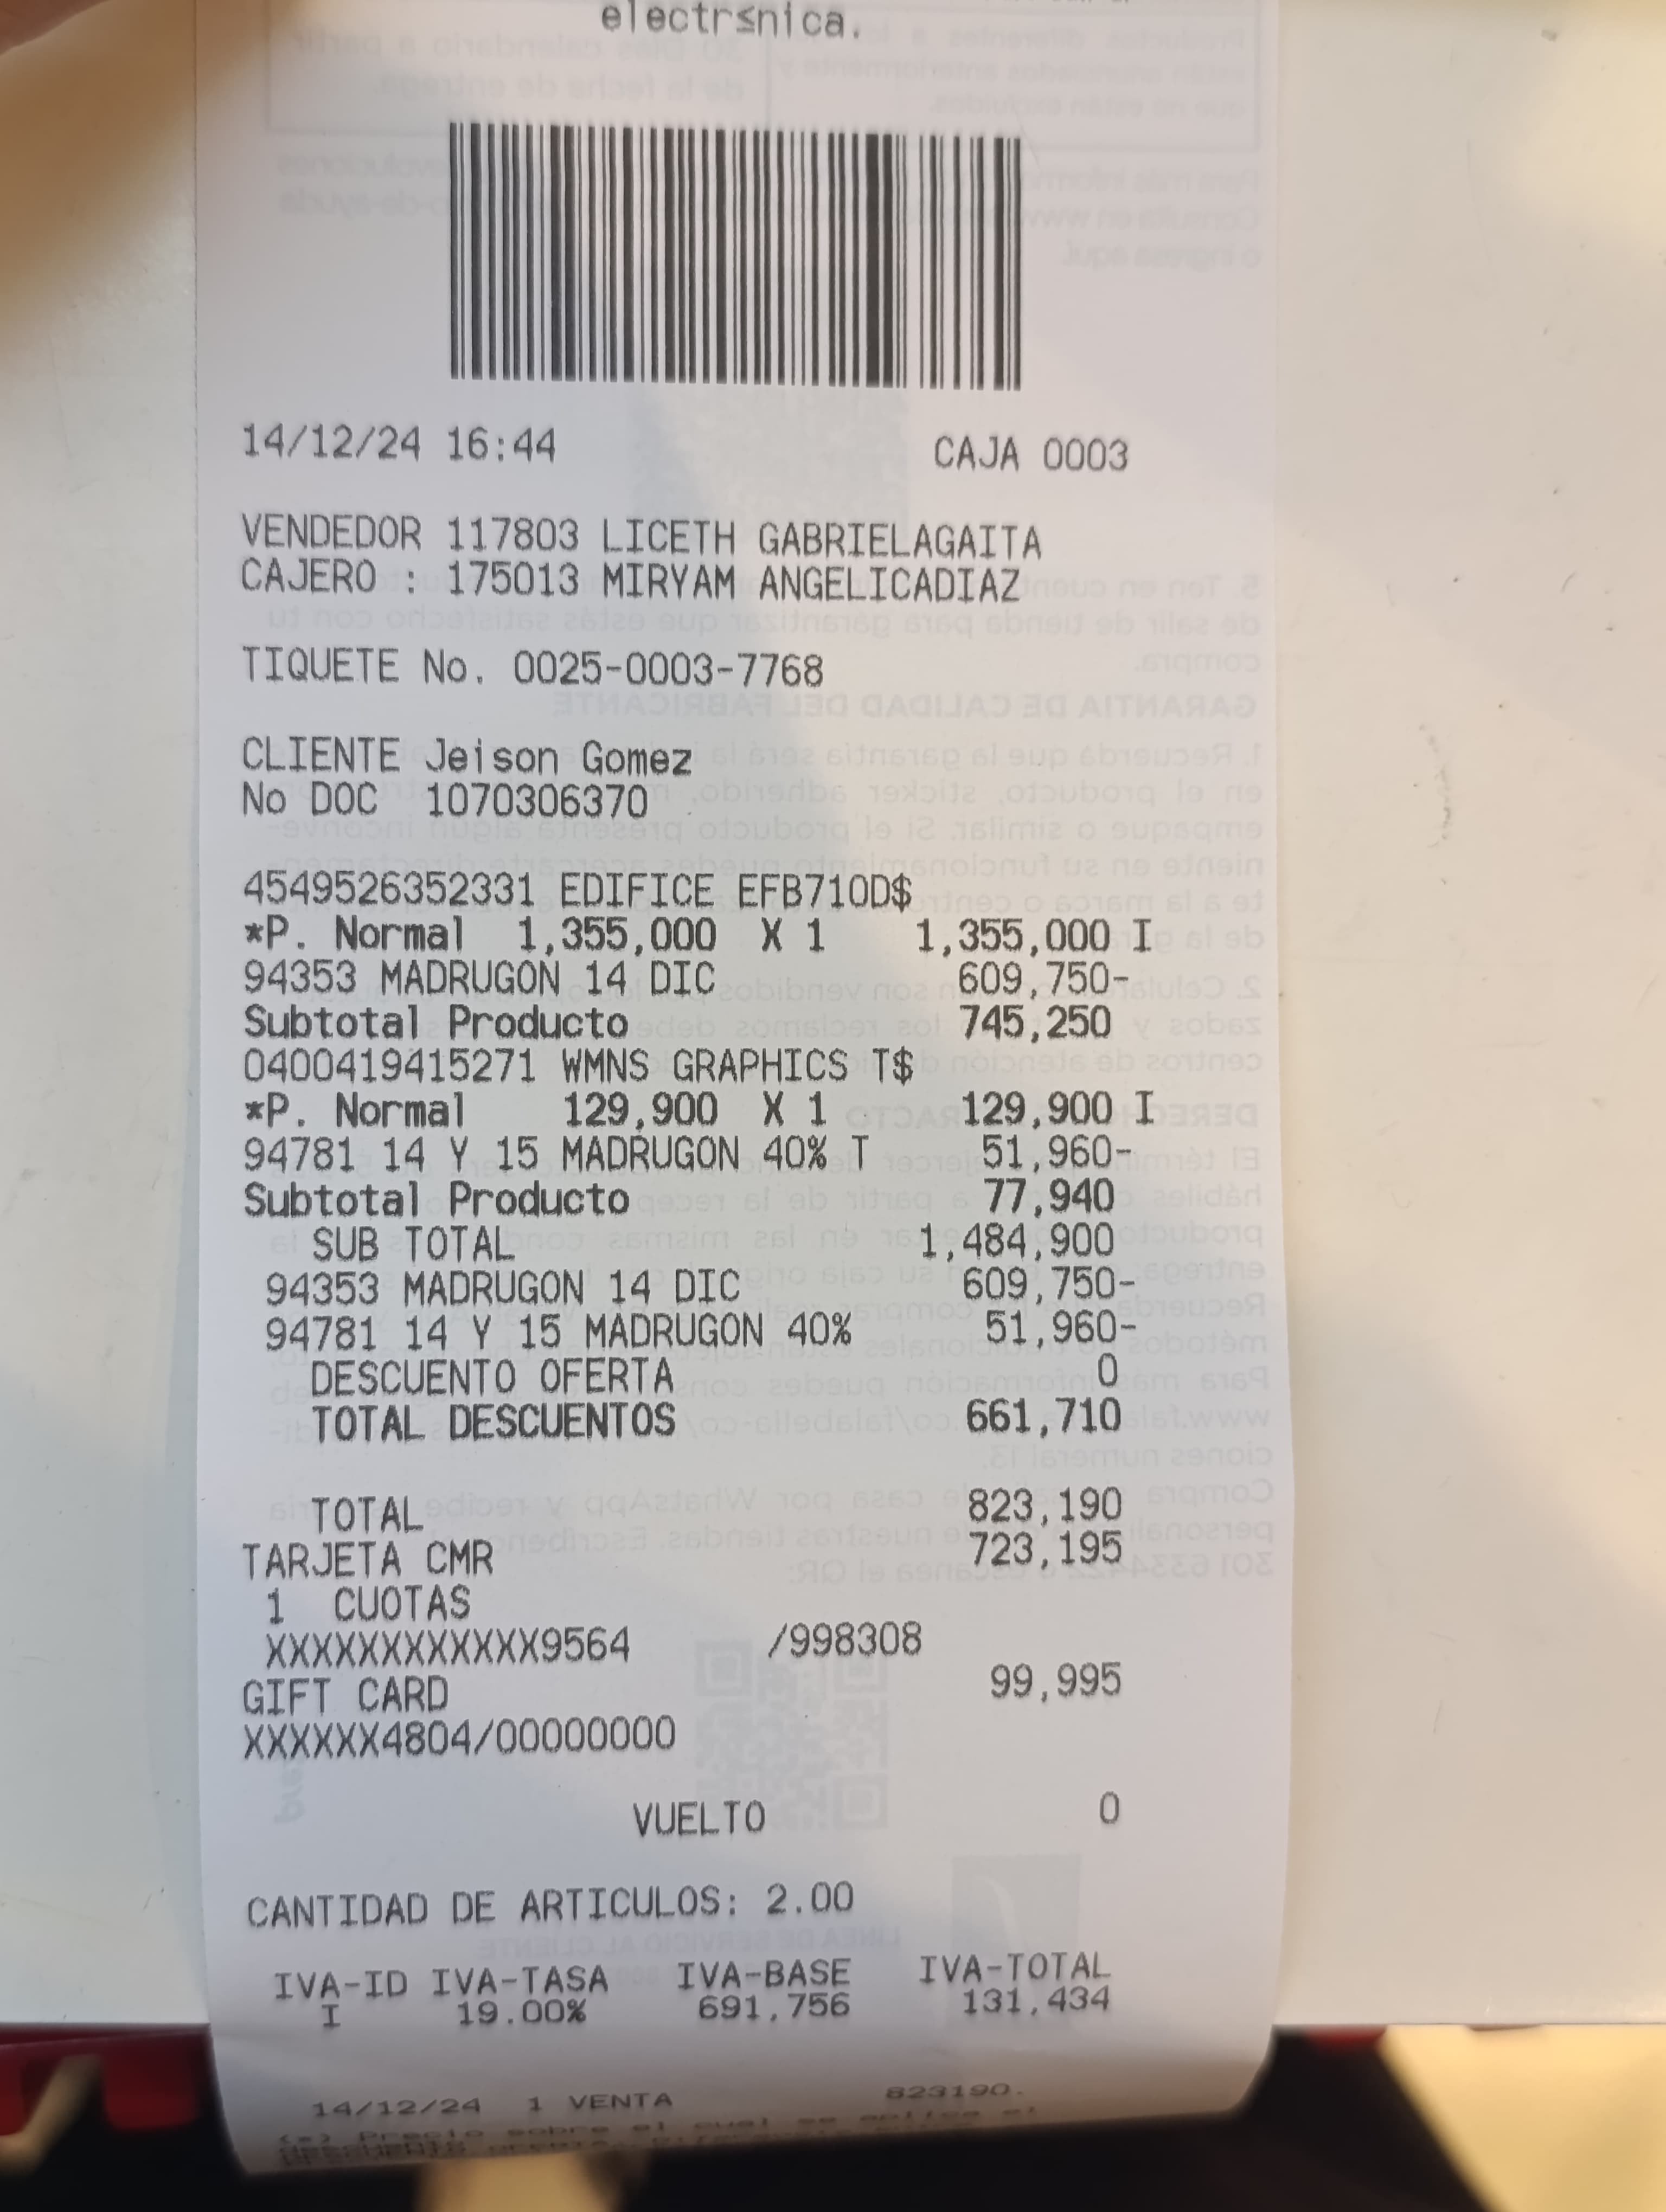 electr≤nica.
14/12/24 16:44 CAJA 0003
VENDEDOR 117803 LICETH GABRIELAGAITA
CAJERO : 175013 MIRYAM ANGELICADIAZ
TIQUETE No. 0025-0003-7768
CLIENTE Jeison Gomez
No DOC 1070306370
4549526352331 EDIFICE EFB710D$
*P. Normal 1,355,000 X 1 1,355,000 I
94353 MADRUGON 14 DIC 609,750-
Subtotal Producto 745,250
0400419415271 WMNS GRAPHICS T$
*P. Normal 129,900 X 1 129,900 I
94781 14 Y 15 MADRUGON 40% T 51,960-
Subtotal Producto 77,940
SUB TOTAL 1,484,900
94353 MADRUGON 14 DIC 609,750-
94781 14 Y 15 MADRUGON 40% 51,960-
DESCUENTO OFERTA 0
TOTAL DESCUENTOS 661,710
TOTAL 823,190
TARJETA CMR 723,195
1 CUOTAS
XXXXXXXXXXXX9564 /998308
GIFT CARD 99,995
XXXXXX4804/00000000
VUELTO 0
CANTIDAD DE ARTICULOS: 2.00
IVA-ID IVA-TASA IVA-BASE IVA-TOTAL
I 19.00% 691,756 131,434
14/12/24 1 VENTA 823190.
(*) Precio sobre el cual se aplica el